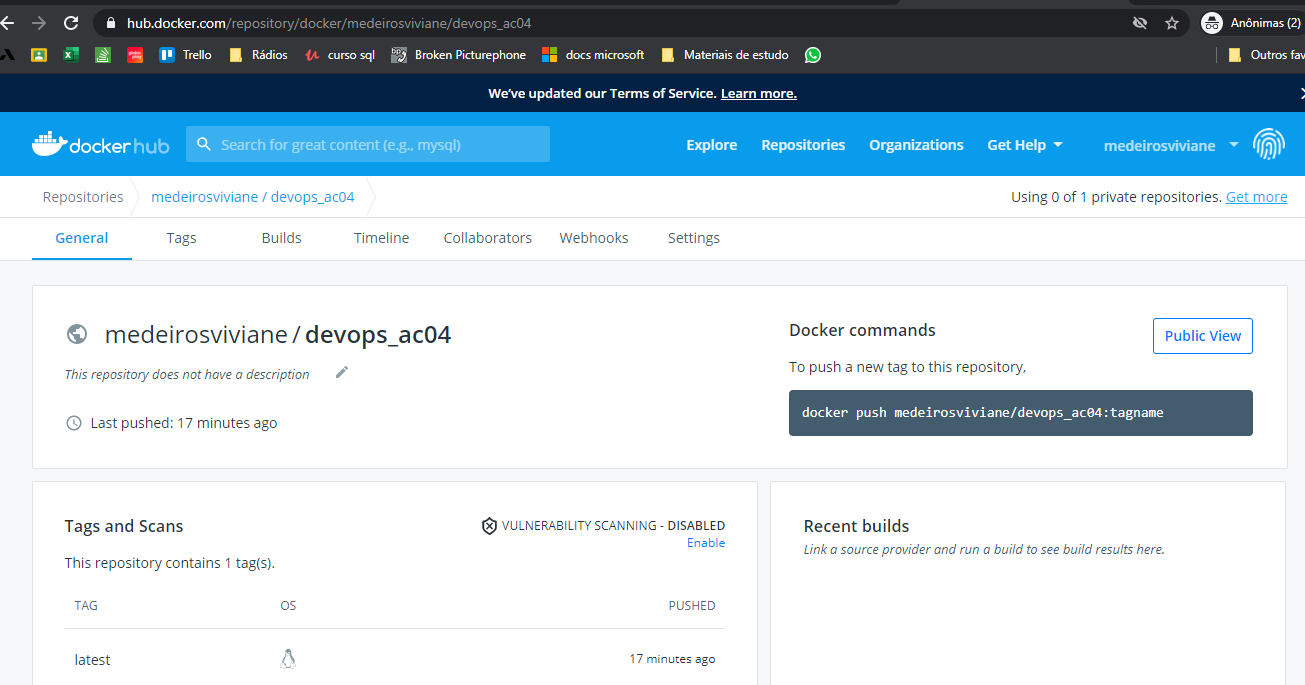 hub.docker.com/repository/docker/medeirosviviane/devops_ac04
Anônimas (2)
Trello
Rádios
curso sql
Broken Picturephone
docs microsoft
Materiais de estudo
Outros fav
We've updated our Terms of Service. Learn more.
docker hub
Search for great content (e.g., mysql)
Explore
Repositories
Organizations
Get Help
medeirosviviane
Repositories
medeirosviviane / devops_ac04
Using 0 of 1 private repositories. Get more
General
Tags
Builds
Timeline
Collaborators
Webhooks
Settings
medeirosviviane / devops_ac04
This repository does not have a description
Last pushed: 17 minutes ago
Docker commands
Public View
To push a new tag to this repository,
docker push medeirosviviane/devops_ac04:tagname
Tags and Scans
VULNERABILITY SCANNING - DISABLED
Enable
This repository contains 1 tag(s).
TAG
OS
PUSHED
latest
17 minutes ago
Recent builds
Link a source provider and run a build to see build results here.